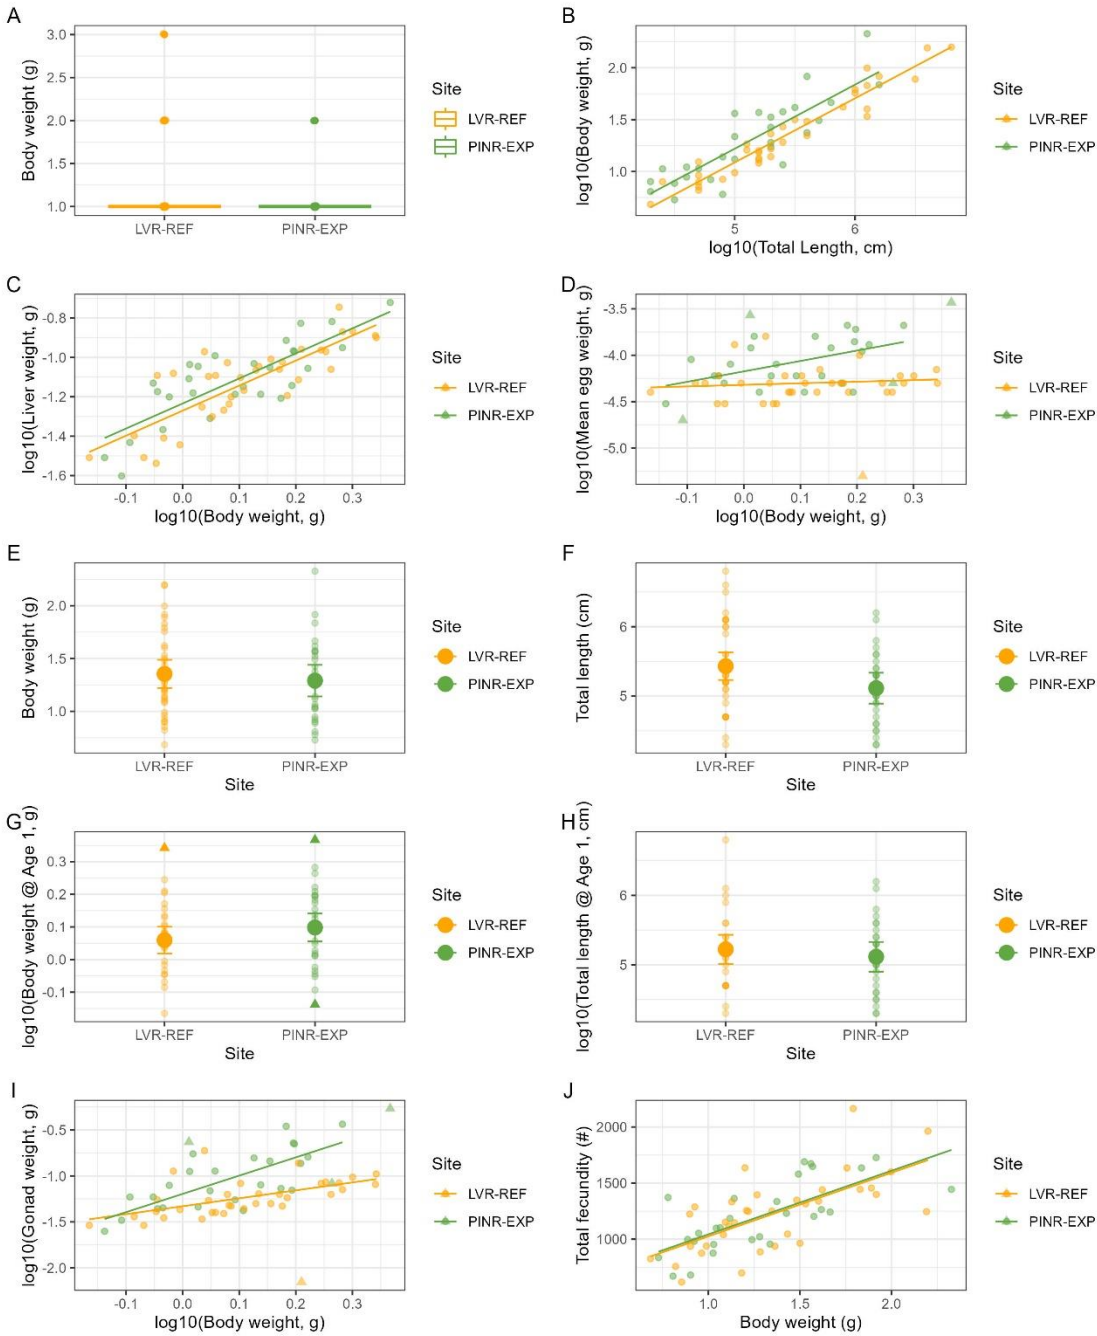 A
Body weight (g)
3.0
2.5
2.0
1.5
1.0
LVR-REF
PINR-EXP
Site
LVR-REF
PINR-EXP
B
log10(Body weight, g)
2.0
1.5
1.0
5
6
log10(Total Length, cm)
Site
LVR-REF
PINR-EXP
C
log10(Liver weight, g)
-0.8
-1.0
-1.2
-1.4
-1.6
-0.1
0.0
0.1
0.2
0.3
log10(Body weight, g)
Site
LVR-REF
PINR-EXP
D
log10(Mean egg weight, g)
-3.5
-4.0
-4.5
-5.0
-0.1
0.0
0.1
0.2
0.3
log10(Body weight, g)
Site
LVR-REF
PINR-EXP
E
Body weight (g)
2.0
1.5
1.0
LVR-REF
PINR-EXP
Site
Site
LVR-REF
PINR-EXP
F
Total length (cm)
6
5
LVR-REF
PINR-EXP
Site
Site
LVR-REF
PINR-EXP
G
log10(Body weight @ Age 1, g)
0.3
0.2
0.1
0.0
-0.1
LVR-REF
PINR-EXP
Site
Site
LVR-REF
PINR-EXP
H
log10(Total length @ Age 1, cm)
6
5
LVR-REF
PINR-EXP
Site
Site
LVR-REF
PINR-EXP
I
log10(Gonad weight, g)
-0.5
-1.0
-1.5
-2.0
-0.1
0.0
0.1
0.2
0.3
log10(Body weight, g)
Site
LVR-REF
PINR-EXP
J
Total fecundity (#)
2000
1500
1000
1.0
1.5
2.0
Body weight (g)
Site
LVR-REF
PINR-EXP